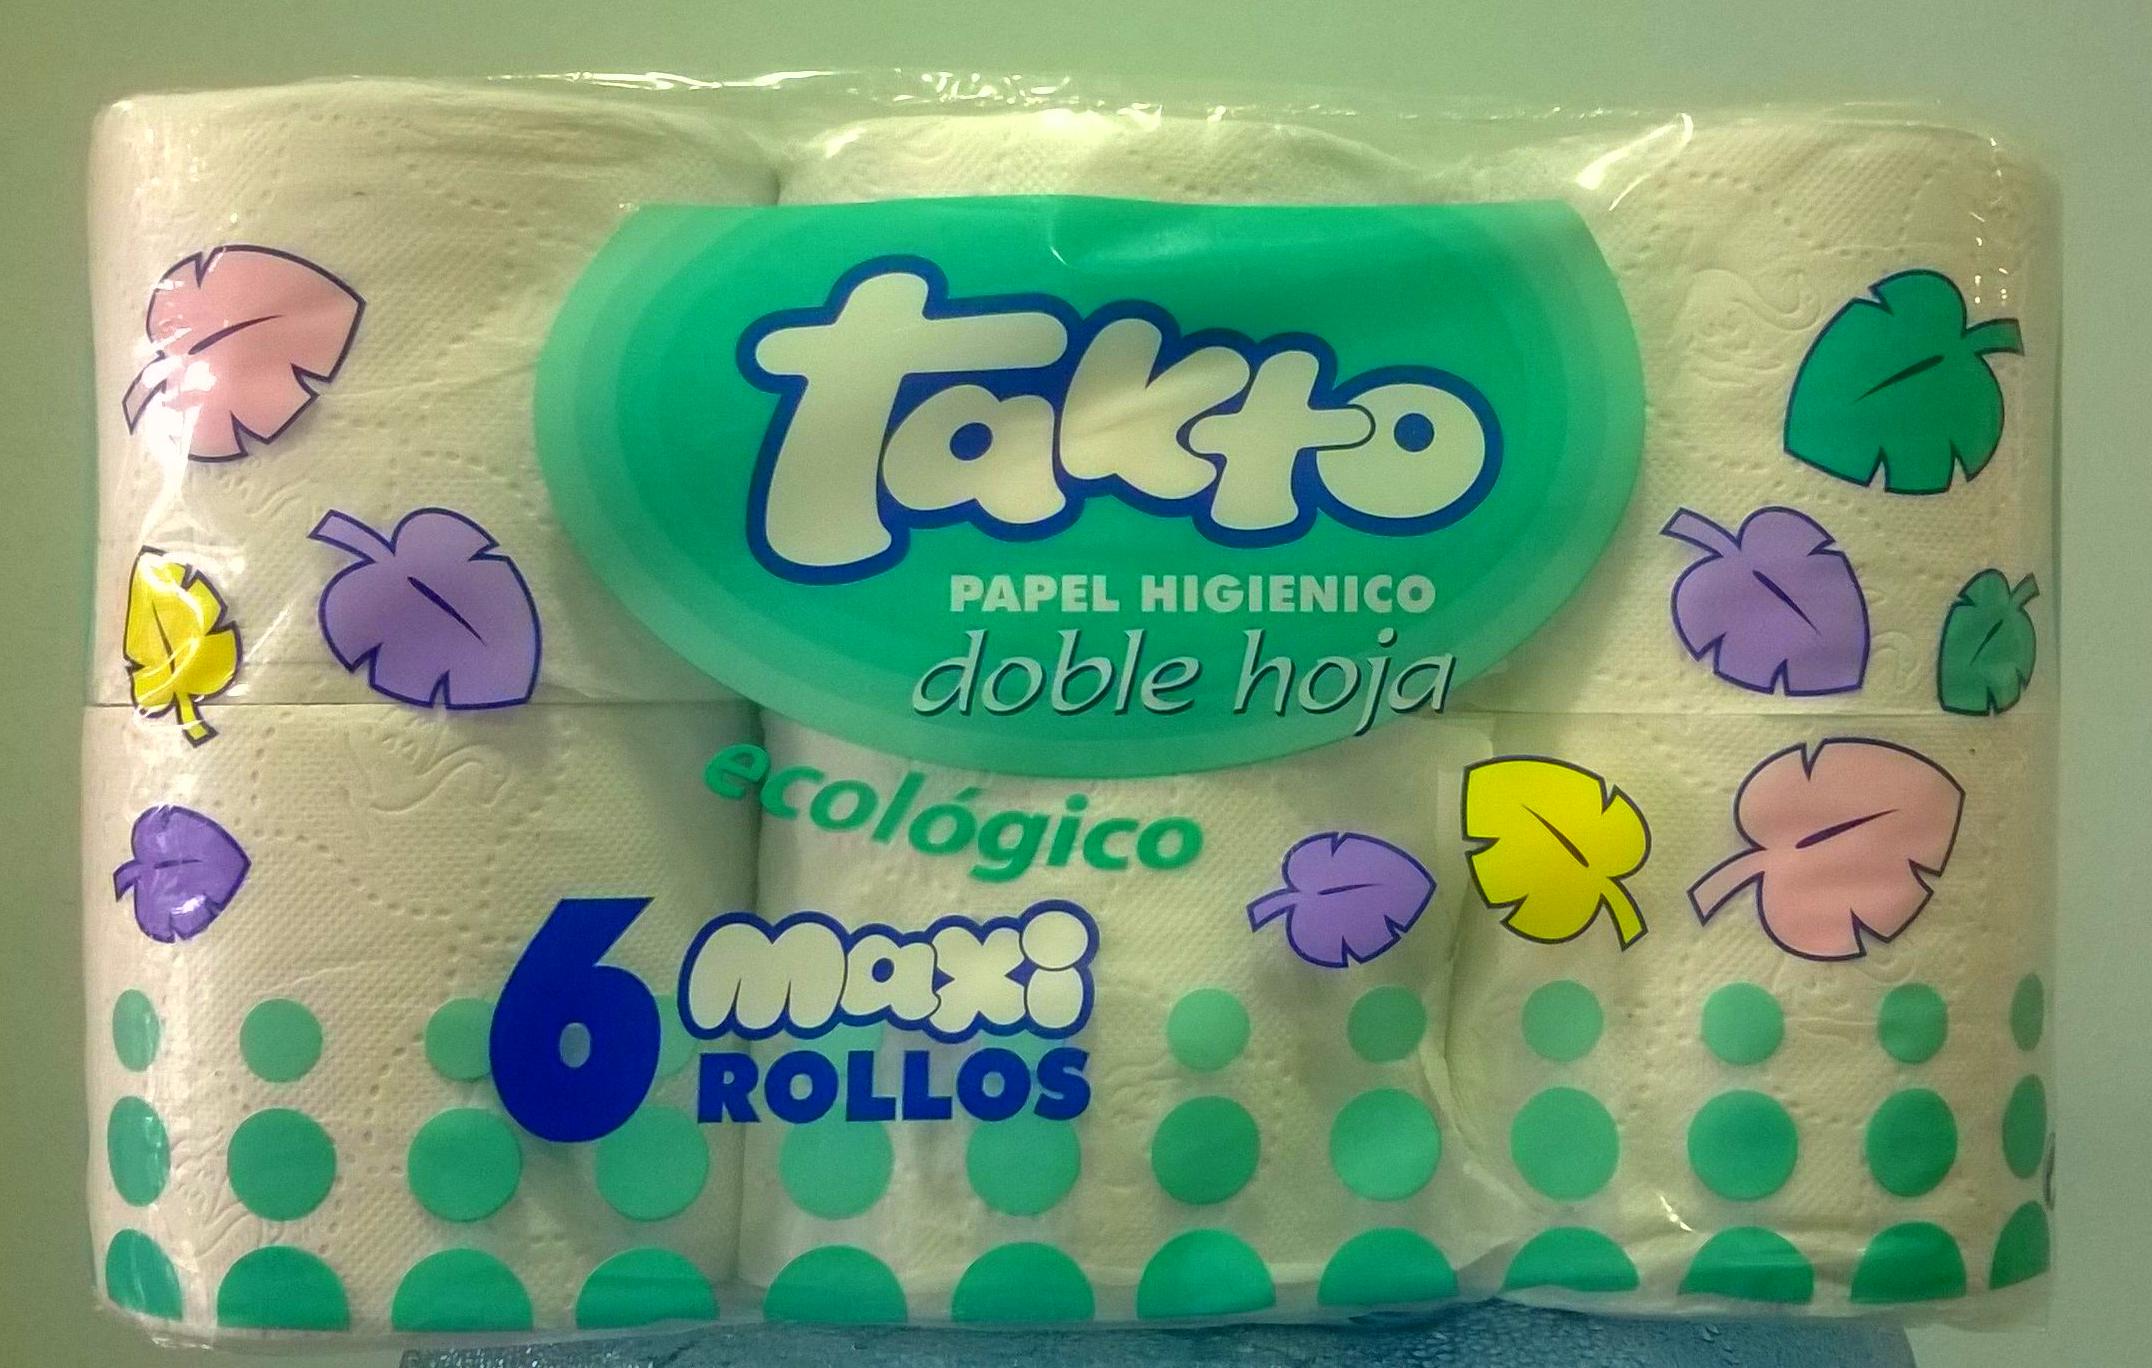 Takto
PAPEL HIGIENICO
doble hoja
ecológico
6 Maxi
ROLLOS